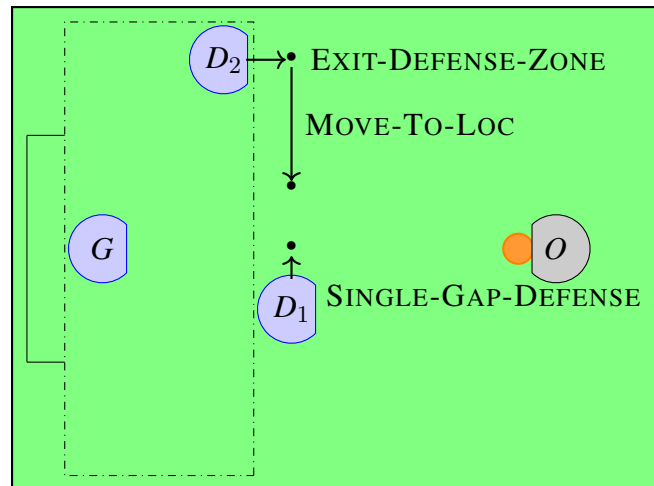 D₂ EXIT-DEFENSE-ZONE
MOVE-TO-LOC
G O
D₁ SINGLE-GAP-DEFENSE